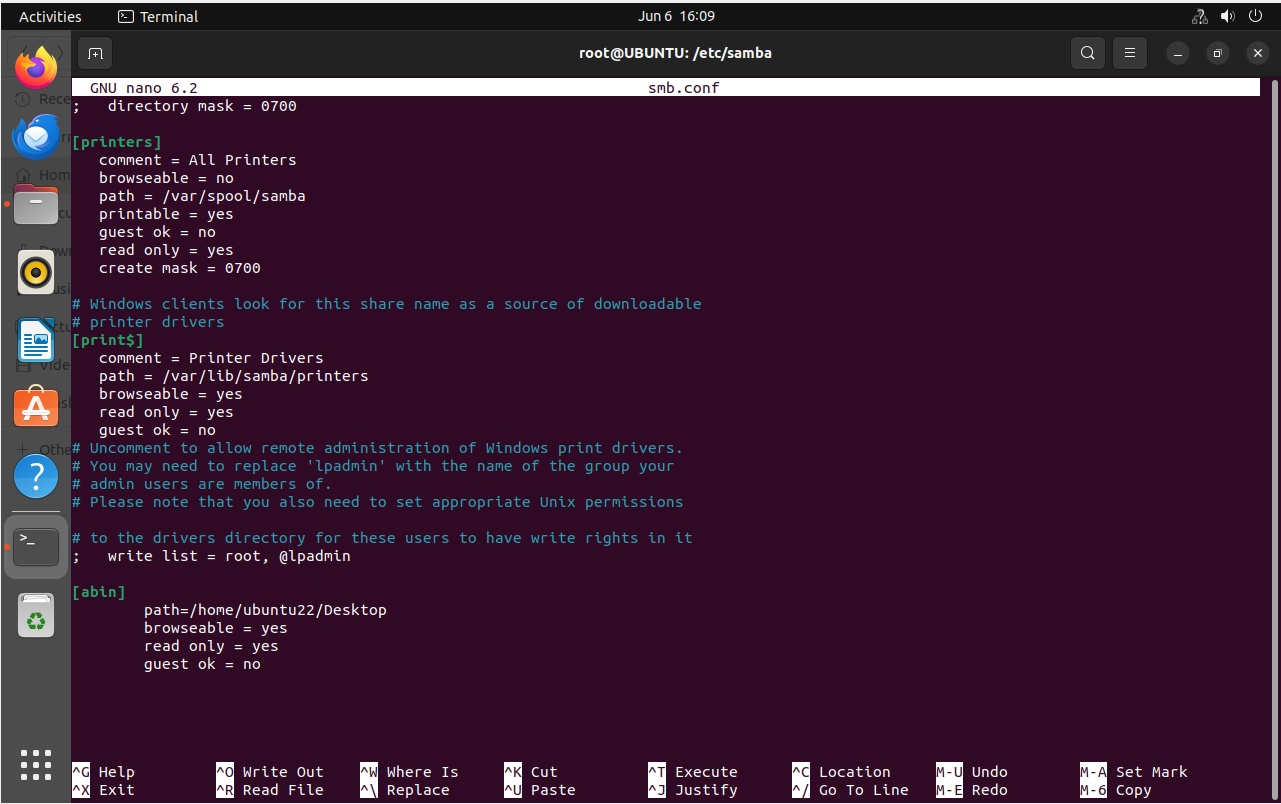 Activities
Terminal
Jun 6 16:09
root@UBUNTU: /etc/samba
GNU nano 6.2 smb.conf
;   directory mask = 0700
[printers]
   comment = All Printers
   browseable = no
   path = /var/spool/samba
   printable = yes
   guest ok = no
   read only = yes
   create mask = 0700
# Windows clients look for this share name as a source of downloadable
# printer drivers
[print$]
   comment = Printer Drivers
   path = /var/lib/samba/printers
   browseable = yes
   read only = yes
   guest ok = no
# Uncomment to allow remote administration of Windows print drivers.
# You may need to replace 'lpadmin' with the name of the group your
# admin users are members of.
# Please note that you also need to set appropriate Unix permissions
# to the drivers directory for these users to have write rights in it
;   write list = root, @lpadmin
[abin]
        path=/home/ubuntu22/Desktop
        browseable = yes
        read only = yes
        guest ok = no
^G Help ^O Write Out ^W Where Is ^K Cut ^T Execute ^C Location M-U Undo M-A Set Mark
^X Exit ^R Read File ^\ Replace ^U Paste ^J Justify ^/ Go To Line M-E Redo M-6 Copy